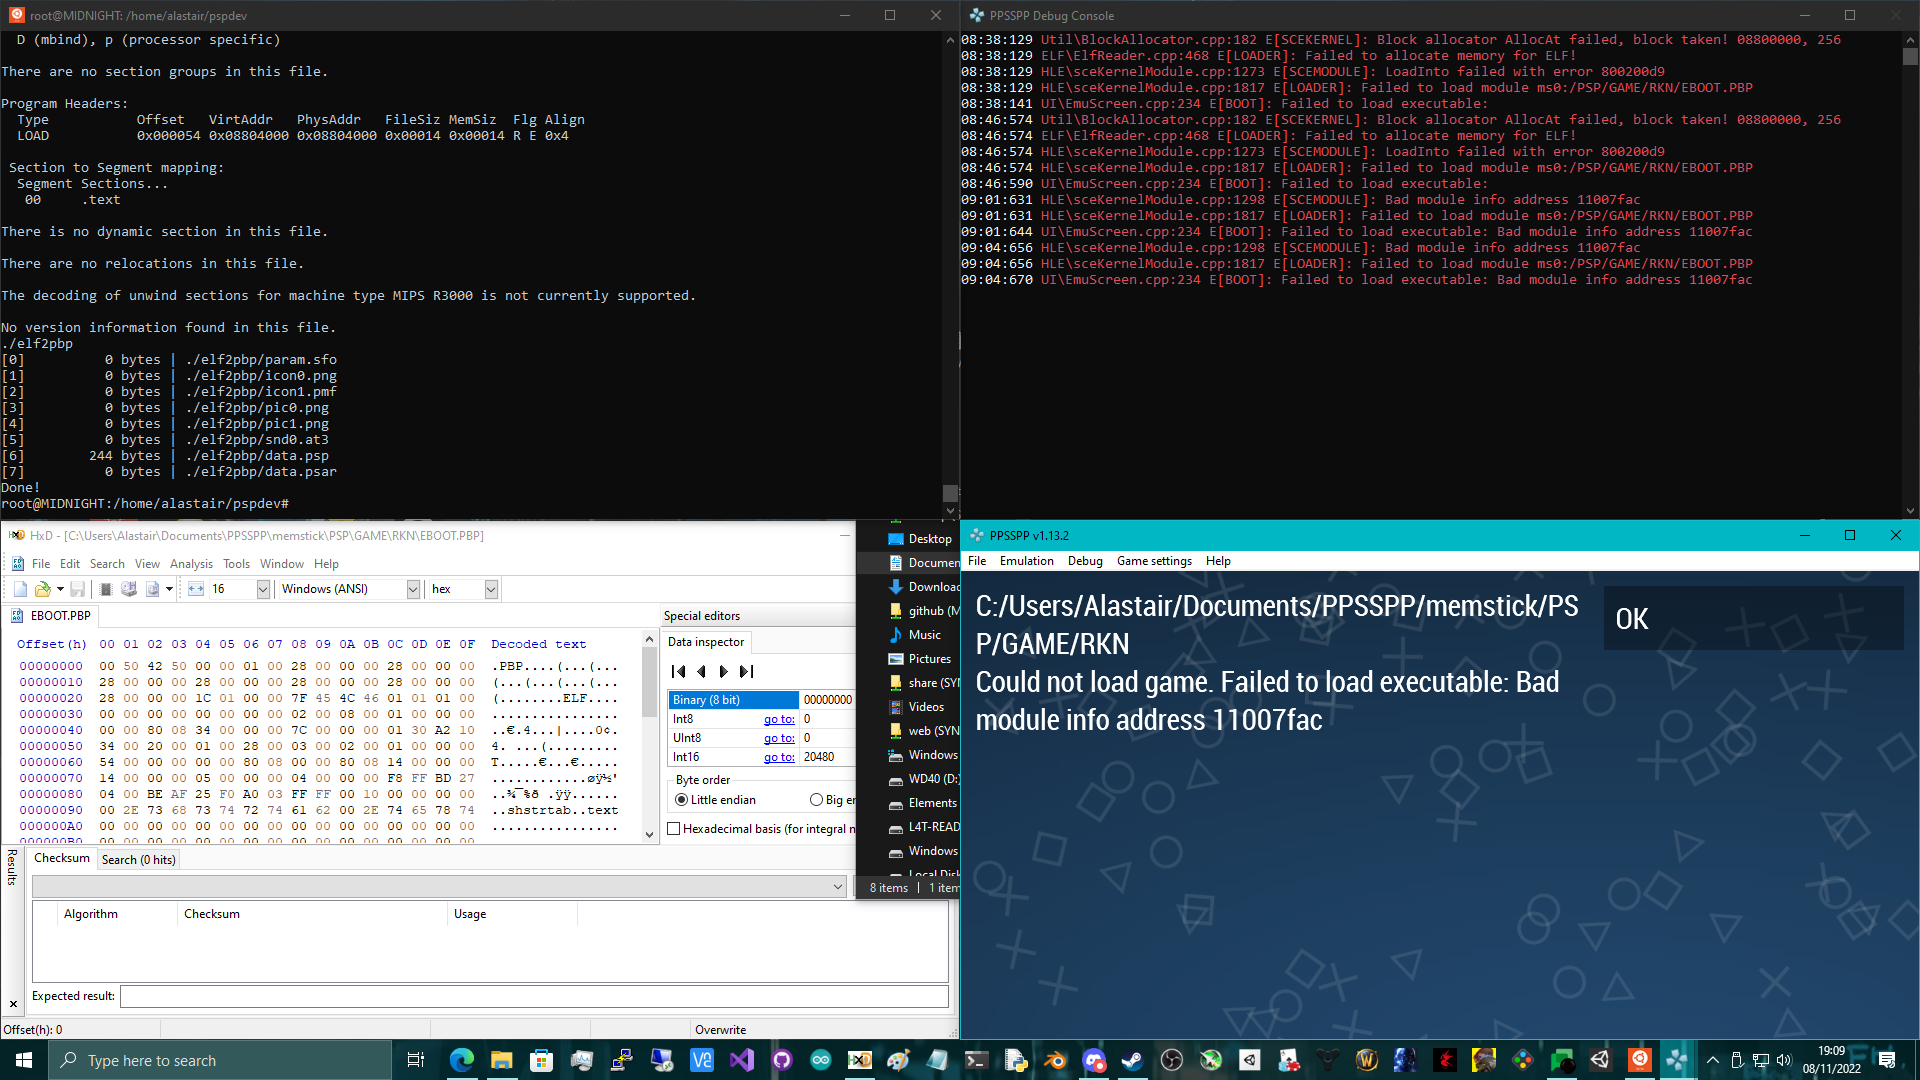 root@MIDNIGHT: /home/alastair/pspdev
D (mbind), p (processor specific)
There are no section groups in this file.
Program Headers:
Type Offset VirtAddr PhysAddr FileSiz MemSiz Flg Align
LOAD 0x000054 0x08804000 0x08804000 0x00014 0x00014 R E 0x4
Section to Segment mapping:
Segment Sections...
00 .text
There is no dynamic section in this file.
There are no relocations in this file.
The decoding of unwind sections for machine type MIPS R3000 is not currently supported.
No version information found in this file.
./elf2pbp
[0] 0 bytes | ./elf2pbp/param.sfo
[1] 0 bytes | ./elf2pbp/icon0.png
[2] 0 bytes | ./elf2pbp/icon1.pmf
[3] 0 bytes | ./elf2pbp/pic0.png
[4] 0 bytes | ./elf2pbp/pic1.png
[5] 0 bytes | ./elf2pbp/snd0.at3
[6] 244 bytes | ./elf2pbp/data.psp
[7] 0 bytes | ./elf2pbp/data.psar
Done!
root@MIDNIGHT:/home/alastair/pspdev#
PPSSPP Debug Console
08:38:129 Util\BlockAllocator.cpp:182 E[SCEKERNEL]: Block allocator AllocAt failed, block taken! 08800000, 256
08:38:129 ELF\ElfReader.cpp:468 E[LOADER]: Failed to allocate memory for ELF!
08:38:129 HLE\sceKernelModule.cpp:1273 E[SCEMODULE]: LoadInto failed with error 800200d9
08:38:129 HLE\sceKernelModule.cpp:1817 E[LOADER]: Failed to load module ms0:/PSP/GAME/RKN/EBOOT.PBP
08:38:141 UI\EmuScreen.cpp:234 E[BOOT]: Failed to load executable:
08:46:574 Util\BlockAllocator.cpp:182 E[SCEKERNEL]: Block allocator AllocAt failed, block taken! 08800000, 256
08:46:574 ELF\ElfReader.cpp:468 E[LOADER]: Failed to allocate memory for ELF!
08:46:574 HLE\sceKernelModule.cpp:1273 E[SCEMODULE]: LoadInto failed with error 800200d9
08:46:574 HLE\sceKernelModule.cpp:1817 E[LOADER]: Failed to load module ms0:/PSP/GAME/RKN/EBOOT.PBP
08:46:590 UI\EmuScreen.cpp:234 E[BOOT]: Failed to load executable:
09:01:631 HLE\sceKernelModule.cpp:1298 E[SCEMODULE]: Bad module info address 11007fac
09:01:631 HLE\sceKernelModule.cpp:1817 E[LOADER]: Failed to load module ms0:/PSP/GAME/RKN/EBOOT.PBP
09:01:644 UI\EmuScreen.cpp:234 E[BOOT]: Failed to load executable: Bad module info address 11007fac
09:04:656 HLE\sceKernelModule.cpp:1298 E[SCEMODULE]: Bad module info address 11007fac
09:04:656 HLE\sceKernelModule.cpp:1817 E[LOADER]: Failed to load module ms0:/PSP/GAME/RKN/EBOOT.PBP
09:04:670 UI\EmuScreen.cpp:234 E[BOOT]: Failed to load executable: Bad module info address 11007fac
HxD - [C:\Users\Alastair\Documents\PPSSPP\memstick\PSP\GAME\RKN\EBOOT.PBP]
File Edit Search View Analysis Tools Window Help
16 Windows (ANSI) hex
EBOOT.PBP
Offset(h) 00 01 02 03 04 05 06 07 08 09 0A 0B 0C 0D 0E 0F Decoded text
00000000 00 50 42 50 00 00 01 00 28 00 00 00 28 00 00 00 .PBP....(...(...
00000010 28 00 00 00 28 00 00 00 28 00 00 00 28 00 00 00 (...(...(...(...
00000020 28 00 00 00 1C 01 00 00 7F 45 4C 46 01 01 01 00 (........ELF....
00000030 00 00 00 00 00 00 00 00 02 00 08 00 01 00 00 00 ................
00000040 00 00 80 08 34 00 00 00 7C 00 00 00 01 30 A2 10 ..€.4...|....0¢.
00000050 34 00 20 00 01 00 28 00 03 00 02 00 01 00 00 00 4. ...(.........
00000060 54 00 00 00 00 00 80 08 00 00 80 08 14 00 00 00 T.....€...€.....
00000070 14 00 00 00 05 00 00 00 04 00 00 00 F8 FF BD 27 ............øÿ½'
00000080 04 00 BE AF 25 F0 A0 03 FF FF 00 10 00 00 00 00 ..¾¯%ð .ÿÿ......
00000090 00 2E 73 68 73 74 72 74 61 62 00 2E 74 65 78 74 ..shstrtab..text
000000A0 00 00 00 00 00 00 00 00 00 00 00 00 00 00 00 00 ................
000000B0 00 00 00 00 00 00 00 00 00 00 00 00 00 00 00 00 ................
Special editors
Data inspector
Binary (8 bit) 00000000
Int8 go to: 0
UInt8 go to: 0
Int16 go to: 20480
Byte order
Little endian Big er
Hexadecimal basis (for integral n
Results
Checksum Search (0 hits)
Algorithm Checksum Usage
Expected result:
Offset(h): 0 Overwrite
Desktop
Documen
Downloac
github (M
Music
Pictures
share (SYN
Videos
web (SYN
Windows
WD40 (D:)
Elements
L4T-READ
Windows
Local Disk
8 items | 1 item
PPSSPP v1.13.2
File Emulation Debug Game settings Help
C:/Users/Alastair/Documents/PPSSPP/memstick/PS
P/GAME/RKN
Could not load game. Failed to load executable: Bad
module info address 11007fac
OK
Type here to search
19:09
08/11/2022